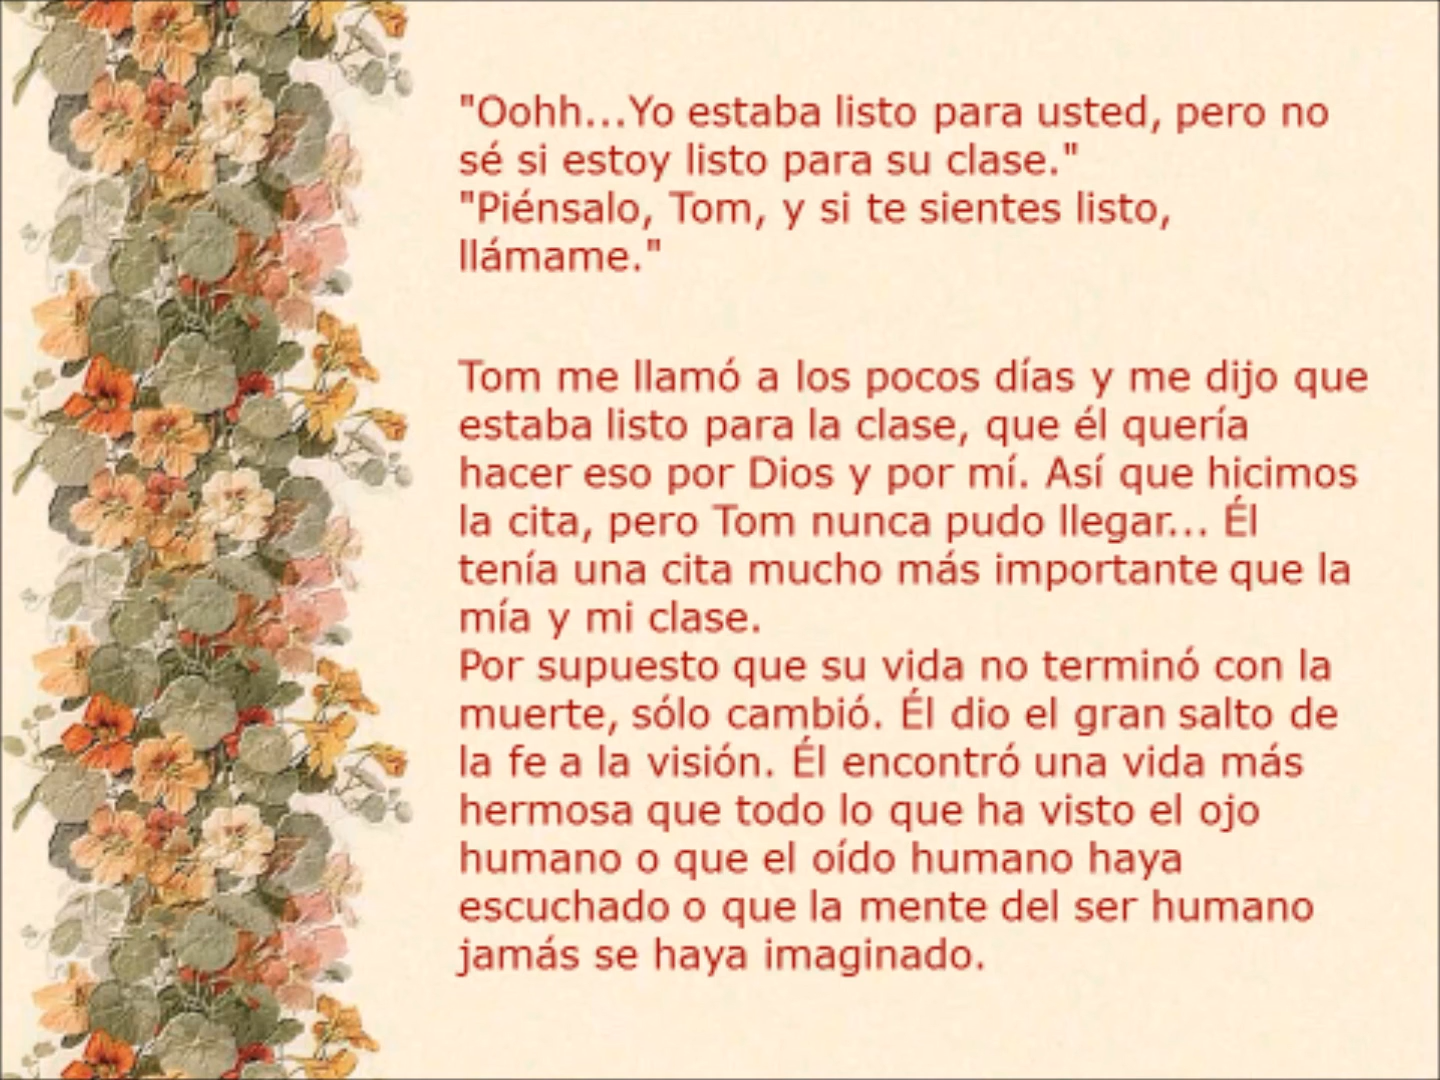 "Oohh...Yo estaba listo para usted, pero no
sé si estoy listo para su clase."
"Piénsalo, Tom, y si te sientes listo,
llámame."
Tom me llamó a los pocos días y me dijo que
estaba listo para la clase, que él quería
hacer eso por Dios y por mí. Así que hicimos
la cita, pero Tom nunca pudo llegar... Él
tenía una cita mucho más importante que la
mía y mi clase.
Por supuesto que su vida no terminó con la
muerte, sólo cambió. Él dio el gran salto de
la fe a la visión. Él encontró una vida más
hermosa que todo lo que ha visto el ojo
humano o que el oído humano haya
escuchado o que la mente del ser humano
jamás se haya imaginado.